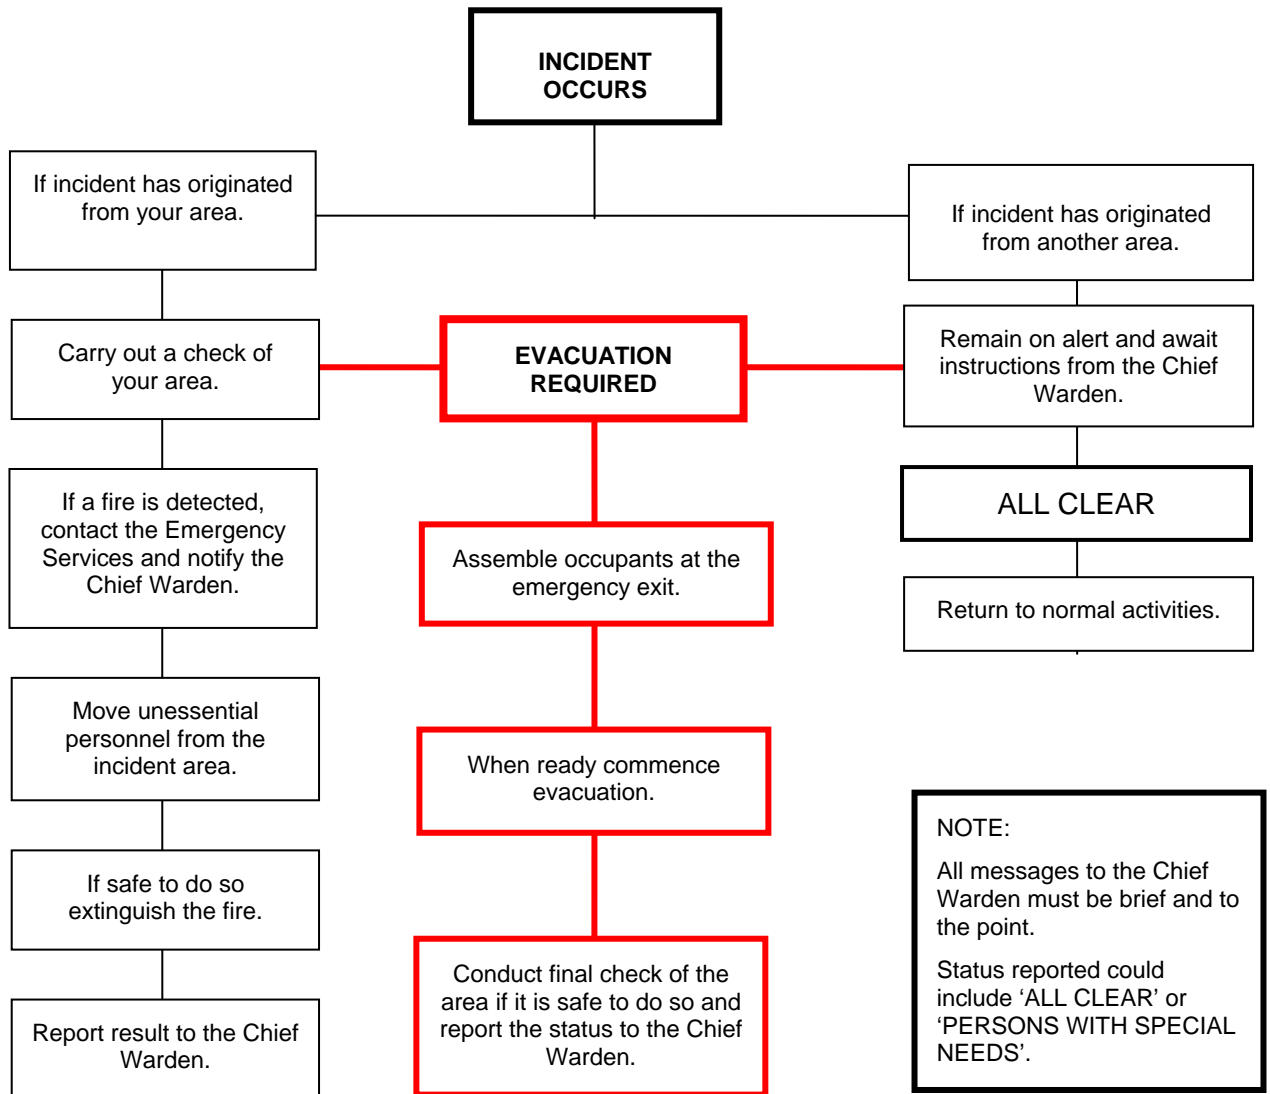 INCIDENT
OCCURS
If incident has originated
from your area.
If incident has originated
from another area.
Carry out a check of
your area.
EVACUATION
REQUIRED
Remain on alert and await
instructions from the Chief
Warden.
If a fire is detected,
contact the Emergency
Services and notify the
Chief Warden.
ALL CLEAR
Assemble occupants at the
emergency exit.
Return to normal activities.
Move unessential
personnel from the
incident area.
When ready commence
evacuation.
If safe to do so
extinguish the fire.
Conduct final check of the
area if it is safe to do so and
report the status to the Chief
Warden.
Report result to the Chief
Warden.
NOTE:
All messages to the Chief
Warden must be brief and to
the point.
Status reported could
include ‘ALL CLEAR’ or
‘PERSONS WITH SPECIAL
NEEDS’.